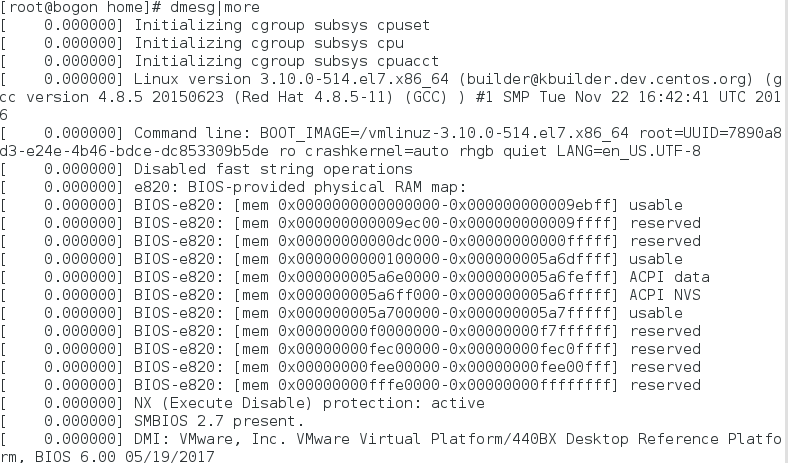 [root@bogon home]# dmesg|more
[    0.000000] Initializing cgroup subsys cpuset
[    0.000000] Initializing cgroup subsys cpu
[    0.000000] Initializing cgroup subsys cpuacct
[    0.000000] Linux version 3.10.0-514.el7.x86_64 (builder@kbuilder.dev.centos.org) (g
cc version 4.8.5 20150623 (Red Hat 4.8.5-11) (GCC) ) #1 SMP Tue Nov 22 16:42:41 UTC 201
6
[    0.000000] Command line: BOOT_IMAGE=/vmlinuz-3.10.0-514.el7.x86_64 root=UUID=7890a8
d3-e24e-4b46-bdce-dc853309b5de ro crashkernel=auto rhgb quiet LANG=en_US.UTF-8
[    0.000000] Disabled fast string operations
[    0.000000] e820: BIOS-provided physical RAM map:
[    0.000000] BIOS-e820: [mem 0x0000000000000000-0x000000000009ebff] usable
[    0.000000] BIOS-e820: [mem 0x000000000009ec00-0x000000000009ffff] reserved
[    0.000000] BIOS-e820: [mem 0x00000000000dc000-0x00000000000fffff] reserved
[    0.000000] BIOS-e820: [mem 0x0000000000100000-0x000000005a6dffff] usable
[    0.000000] BIOS-e820: [mem 0x000000005a6e0000-0x000000005a6fefff] ACPI data
[    0.000000] BIOS-e820: [mem 0x000000005a6ff000-0x000000005a6fffff] ACPI NVS
[    0.000000] BIOS-e820: [mem 0x000000005a700000-0x000000005a7fffff] usable
[    0.000000] BIOS-e820: [mem 0x00000000f0000000-0x00000000f7ffffff] reserved
[    0.000000] BIOS-e820: [mem 0x00000000fec00000-0x00000000fec0ffff] reserved
[    0.000000] BIOS-e820: [mem 0x00000000fee00000-0x00000000fee00fff] reserved
[    0.000000] BIOS-e820: [mem 0x00000000fffe0000-0x00000000ffffffff] reserved
[    0.000000] NX (Execute Disable) protection: active
[    0.000000] SMBIOS 2.7 present.
[    0.000000] DMI: VMware, Inc. VMware Virtual Platform/440BX Desktop Reference Platfo
rm, BIOS 6.00 05/19/2017